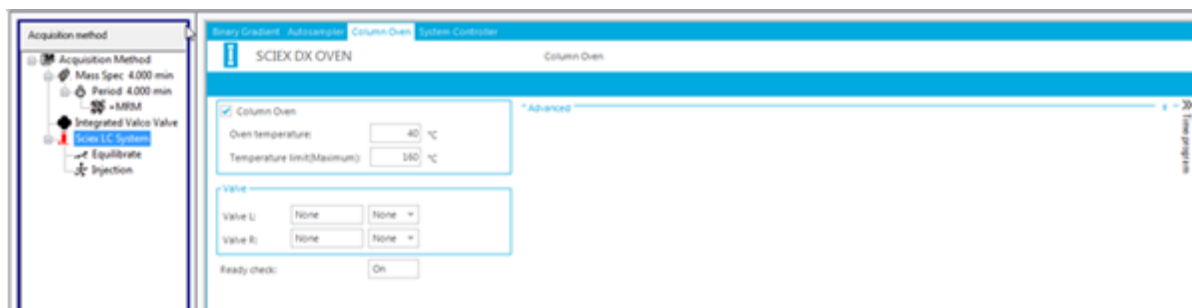 Acquisition method
Acquisition Method
Mass Spec 4.000 min
Period 4.000 min
+MRM
Integrated Valco Valve
Sciex LC System
Equilibrate
Injection
Binary Gradient Autosampler Column Oven System Controller
SCIEX DX OVEN Column Oven
Column Oven
Oven temperature: 40 °C
Temperature limit(Maximum): 160 °C
Advanced
Time program
Valve
Valve L: None None
Valve R: None None
Ready check: On